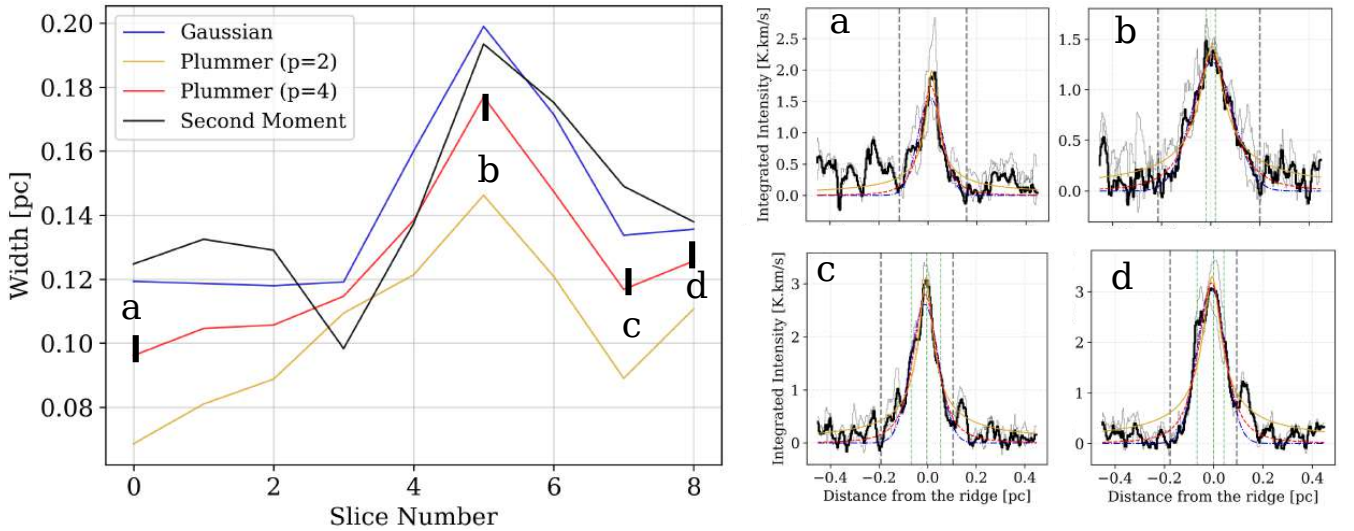 0.20
0.18
0.16
0.14
0.12
0.10
0.08
Width [pc]
Gaussian
Plummer (p=2)
Plummer (p=4)
Second Moment
a
b
c
d
0 2 4 6 8
Slice Number
a
Integrated Intensity [K.km/s]
2.5
2.0
1.5
1.0
0.5
0.0
b
1.5
1.0
0.5
0.0
c
Integrated Intensity [K.km/s]
3
2
1
0
−0.4 −0.2 0.0 0.2 0.4
Distance from the ridge [pc]
d
3
2
1
0
−0.4 −0.2 0.0 0.2 0.4
Distance from the ridge [pc]